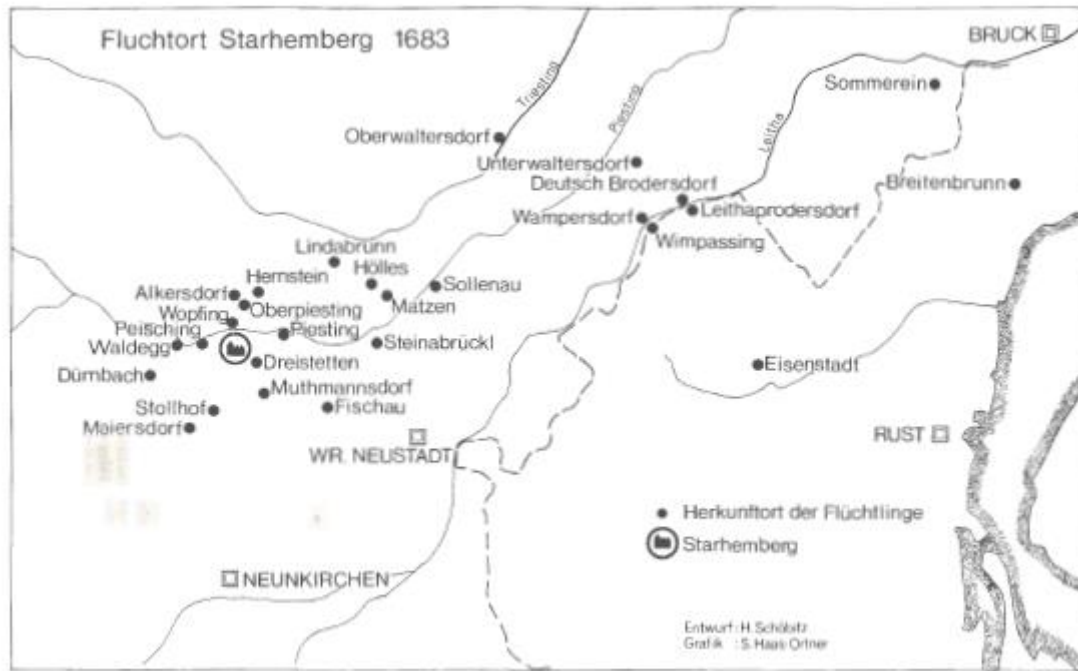 Fluchtort Starhemberg 1683
BRUCK
Sommerein
Triesting
Piesting
Leitha
Oberwaltersdorf
Unterwaltersdorf
Deutsch Brodersdorf
Breitenbrunn
Wampersdorf
Leithaprodersdorf
Wimpassing
Lindabrunn
Hölles
Hernstein
Sollenau
Alkersdorf
Oberpiesting
Matzen
Wopfing
Peisching
Piesting
Steinabrückl
Waldegg
Dreistetten
Eisenstadt
Dürnbach
Muthmannsdorf
Stollhof
Fischau
Maiersdorf
WR. NEUSTADT
RUST
Herkunftort der Flüchtlinge
Starhemberg
NEUNKIRCHEN
Entwurf: H. Schöbitz
Grafik : S. Haas Ortner